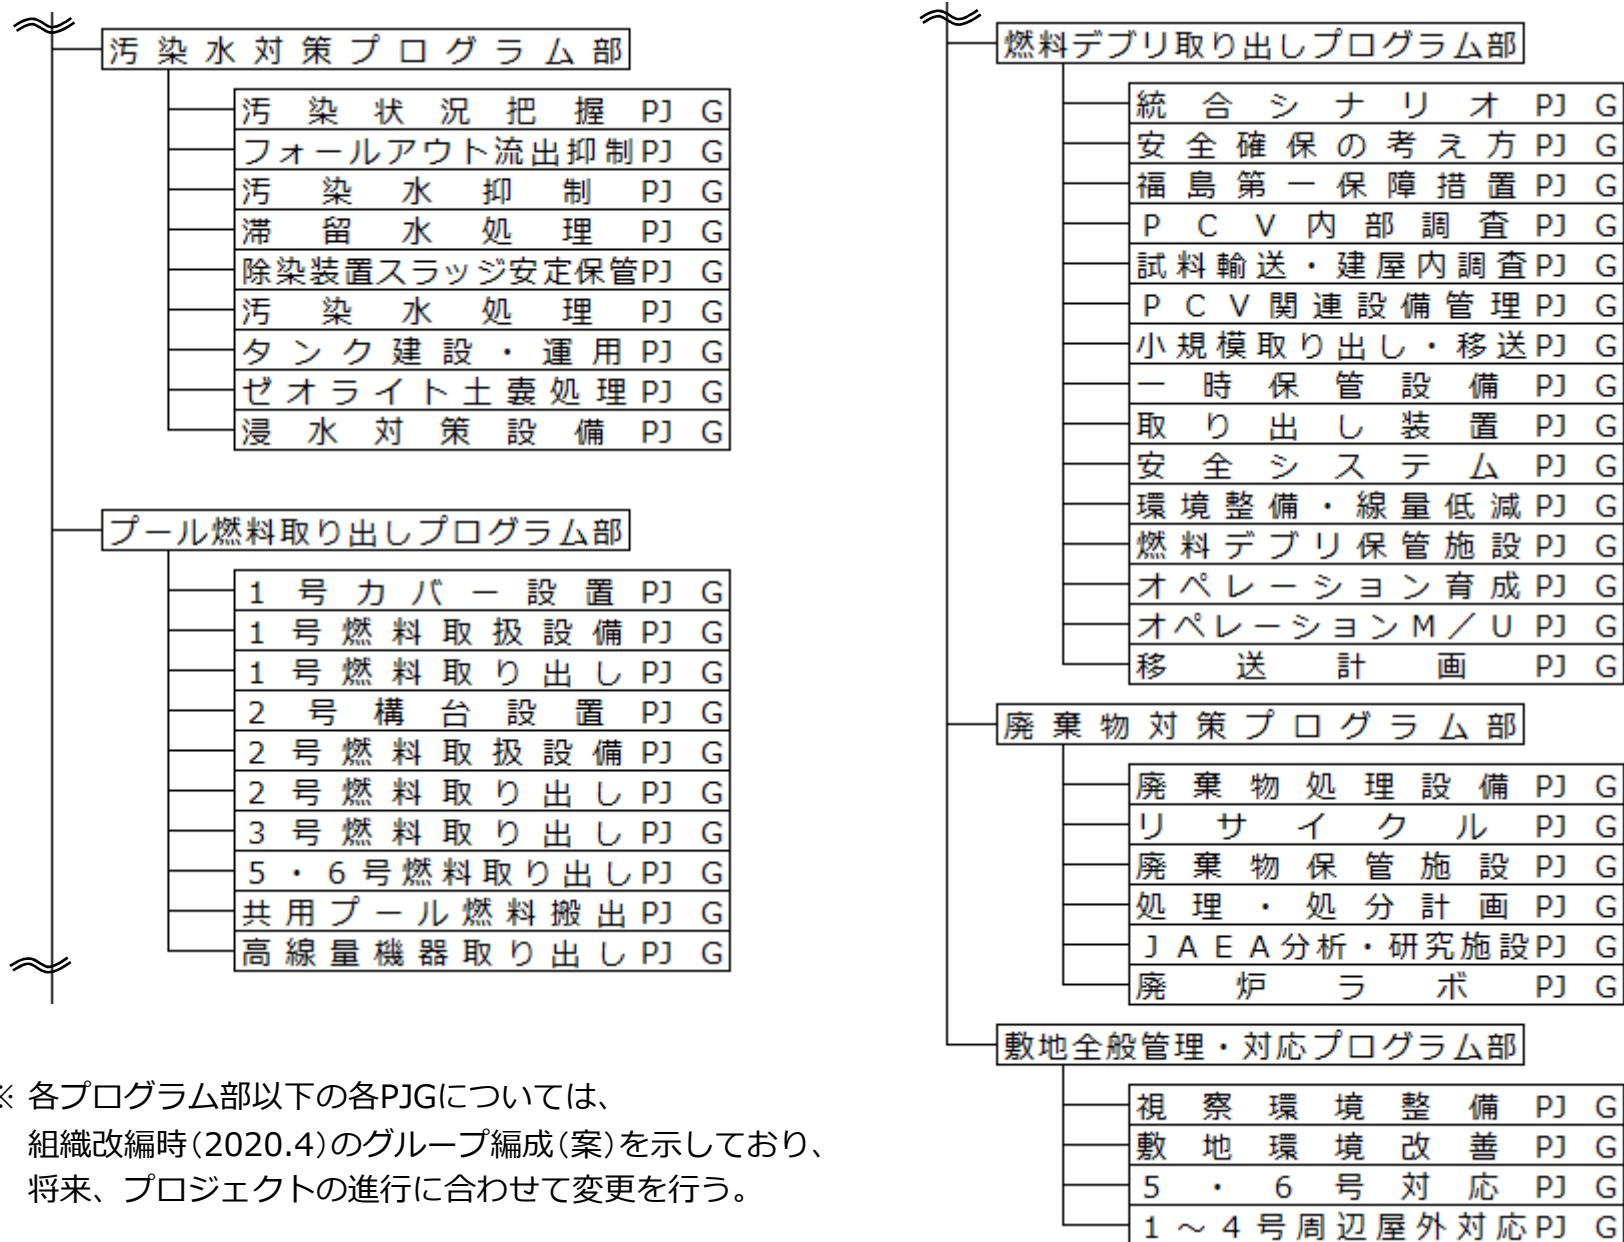 汚染水対策プログラム部
汚染状況把握PJG
フォールアウト流出抑制PJG
汚染水抑制PJG
滞留水処理PJG
除染装置スラッジ安定保管PJG
汚染水処理PJG
タンク建設・運用PJG
ゼオライト土嚢処理PJG
浸水対策設備PJG
プール燃料取り出しプログラム部
1号カバー設置PJG
1号燃料取扱設備PJG
1号燃料取り出しPJG
2号構台設置PJG
2号燃料取扱設備PJG
2号燃料取り出しPJG
3号燃料取り出しPJG
5・6号燃料取り出しPJG
共用プール燃料搬出PJG
高線量機器取り出しPJG
※ 各プログラム部以下の各PJGについては、
組織改編時(2020.4)のグループ編成(案)を示しており、
将来、プロジェクトの進行に合わせて変更を行う。
燃料デブリ取り出しプログラム部
統合シナリオPJG
安全確保の考え方PJG
福島第一保障措置PJG
PCV内部調査PJG
試料輸送・建屋内調査PJG
PCV関連設備管理PJG
小規模取り出し・移送PJG
一時保管設備PJG
取り出し装置PJG
安全システムPJG
環境整備・線量低減PJG
燃料デブリ保管施設PJG
オペレーション育成PJG
オペレーションM/UPJG
移送計画PJG
廃棄物対策プログラム部
廃棄物処理設備PJG
リサイクルPJG
廃棄物保管施設PJG
処理・処分計画PJG
JAEA分析・研究施設PJG
廃炉ラボPJG
敷地全般管理・対応プログラム部
視察環境整備PJG
敷地環境改善PJG
5・6号対応PJG
1～4号周辺屋外対応PJG